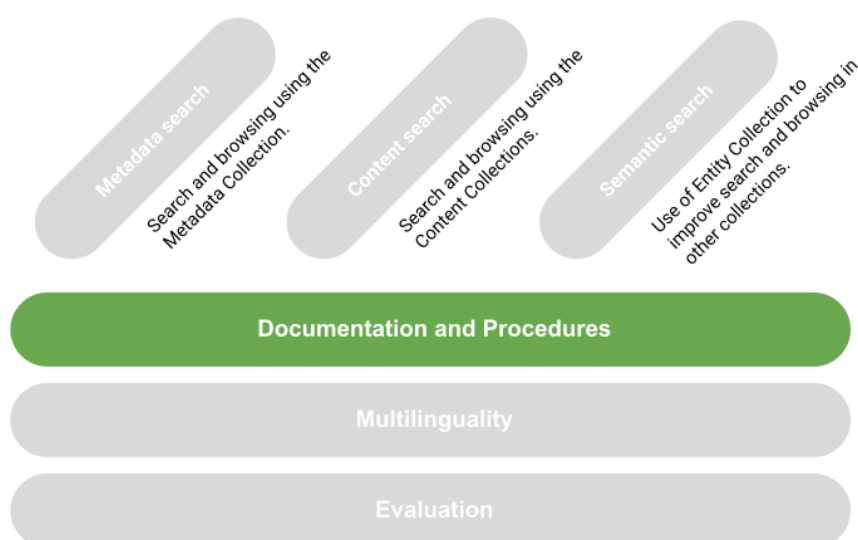 Metadata search
Search and browsing using the
Metadata Collection.
Content search
Search and browsing using the
Content Collections.
Semantic search
Use of Entity Collection to
improve search and browsing in
other collections.
Documentation and Procedures
Multilinguality
Evaluation